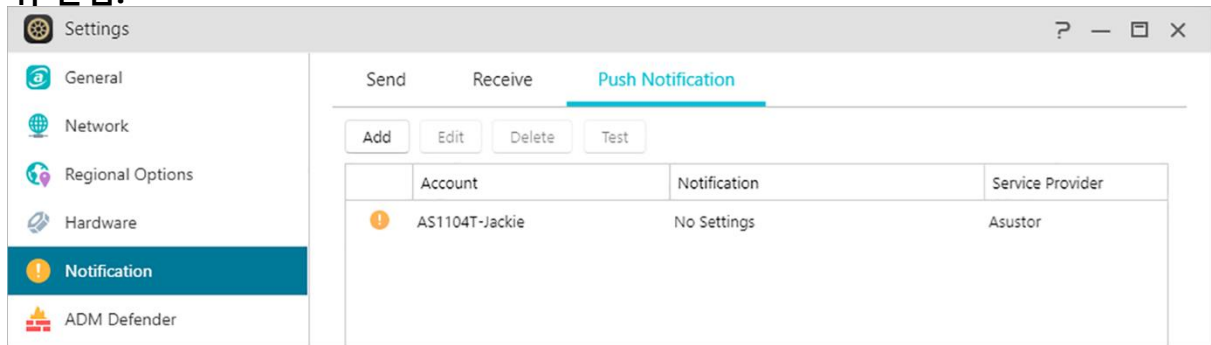 Settings
General
Network
Regional Options
Hardware
Notification
ADM Defender
Send Receive Push Notification
Add Edit Delete Test
Account Notification Service Provider
AS1104T-Jackie No Settings Asustor